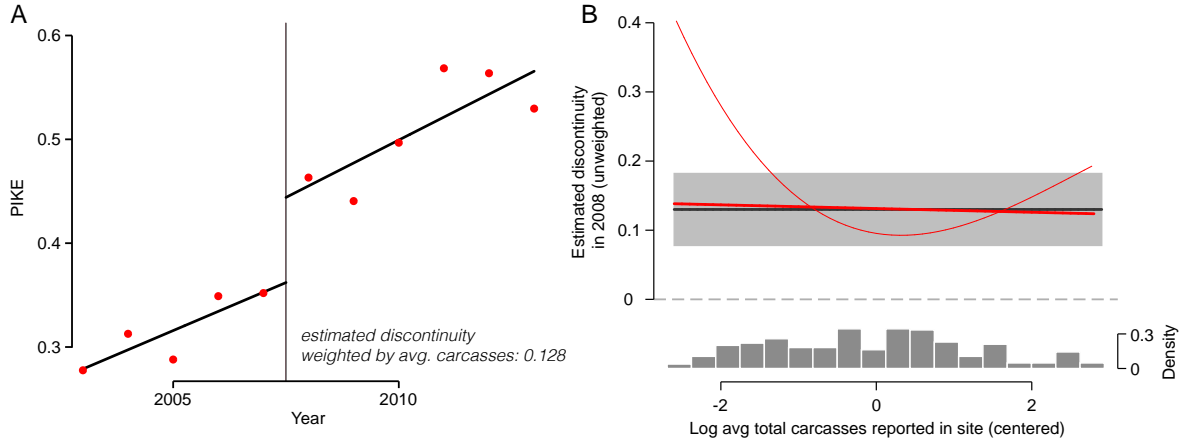 A
0.6
0.5
0.4
0.3
PIKE
2005
2010
Year
estimated discontinuity
weighted by avg. carcasses: 0.128
B
0.4
0.3
0.2
0.1
0
Estimated discontinuity
in 2008 (unweighted)
0.3
0
Density
-2
0
2
Log avg total carcasses reported in site (centered)